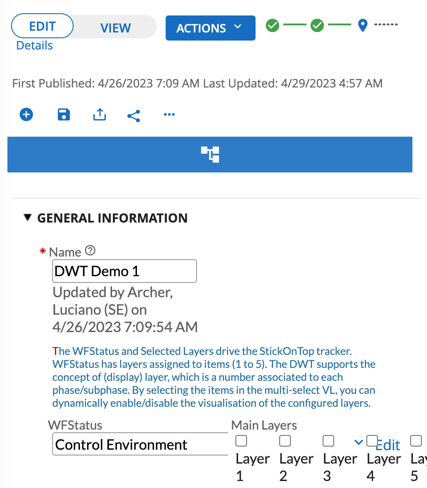 EDIT VIEW ACTIONS
Details
First Published: 4/26/2023 7:09 AM Last Updated: 4/29/2023 4:57 AM
▼ GENERAL INFORMATION
* Name
DWT Demo 1
Updated by Archer,
Luciano (SE) on
4/26/2023 7:09:54 AM
The WFStatus and Selected Layers drive the StickOnTop tracker.
WFStatus has layers assigned to items (1 to 5). The DWT supports the
concept of (display) layer, which is a number associated to each
phase/subphase. By selecting the items in the multi-select VL, you can
dynamically enable/disable the visualisation of the configured layers.
WFStatus Main Layers
Control Environment Edit
Layer Layer Layer Layer Lay
1 2 3 4 5